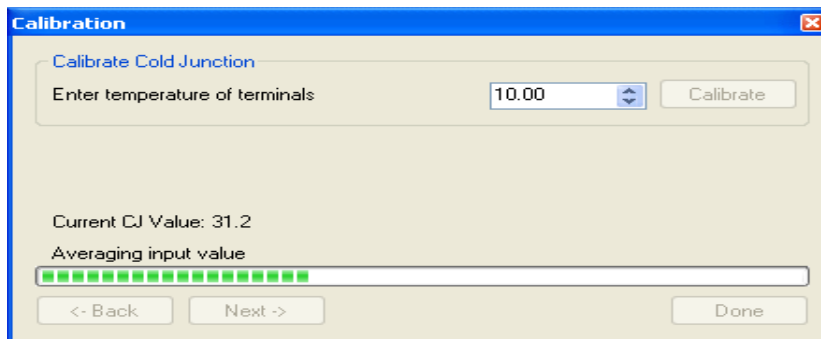 Calibration
Calibrate Cold Junction
Enter temperature of terminals 10.00 Calibrate
Current CJ Value: 31.2
Averaging input value
<- Back Next -> Done